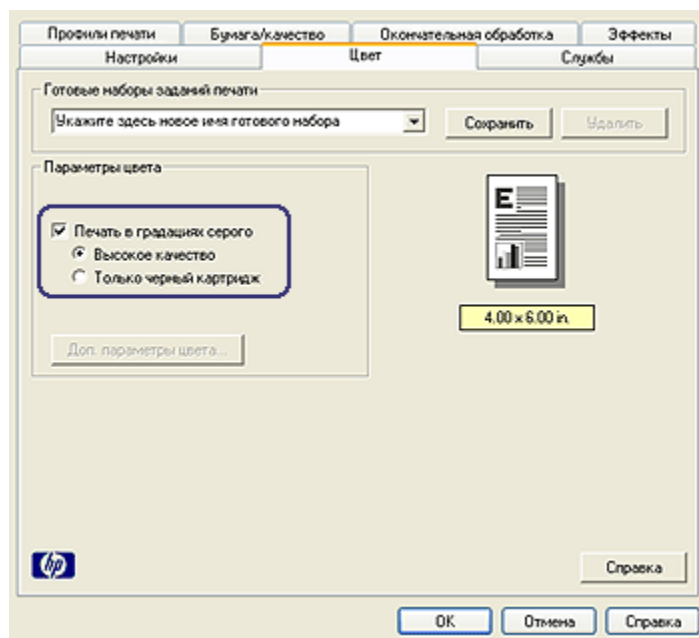 Профили печати Бумага/качество Окончательная обработка Эффекты
Настройки Цвет Службы
Готовые наборы заданий печати
Укажите здесь новое имя готового набора Сохранить Удалить
Параметры цвета
Печать в градациях серого
Высокое качество
Только черный картридж
E
4.00 x 6.00 in.
Доп. параметры цвета...
hp
Справка
OK Отмена Справка